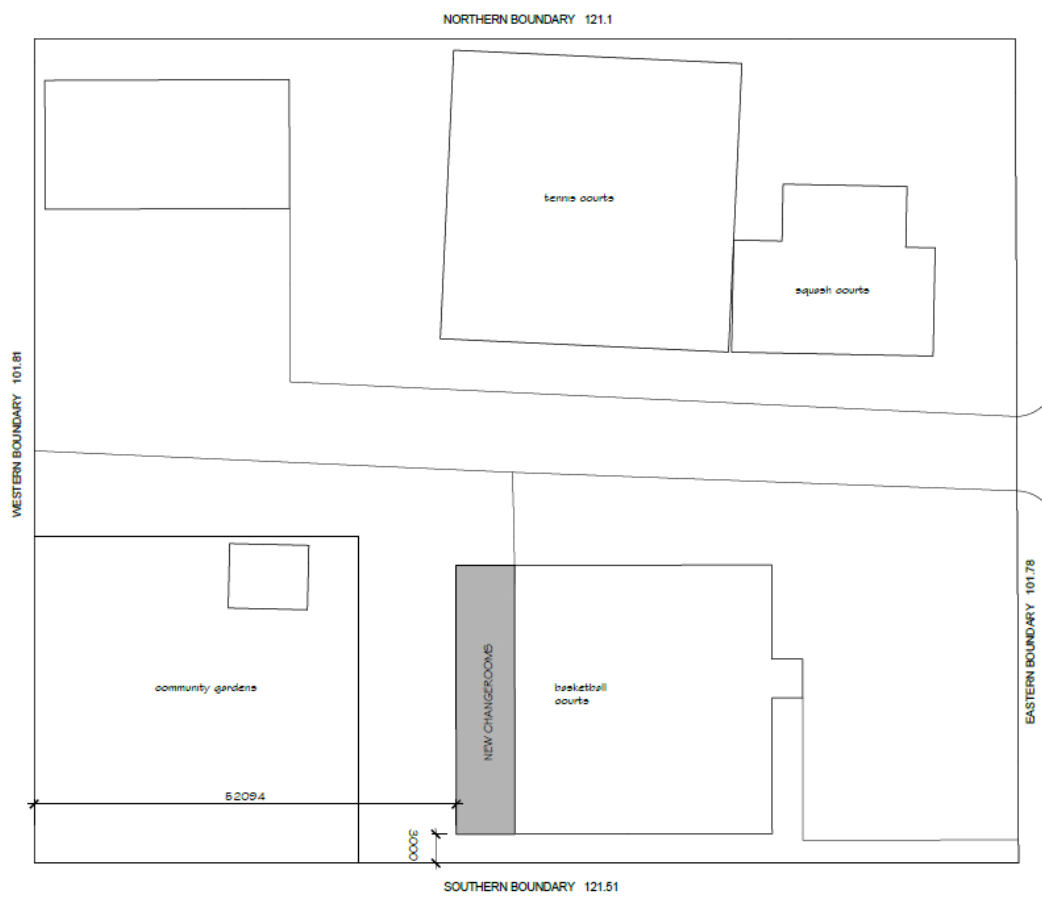 NORTHERN BOUNDARY 121.1
tennis courts
squash courts
WESTERN BOUNDARY 101.81
EASTERN BOUNDARY 101.78
community gardens
NEW CHANGEROOMS
basketball
courts
52094
3000
SOUTHERN BOUNDARY 121.51